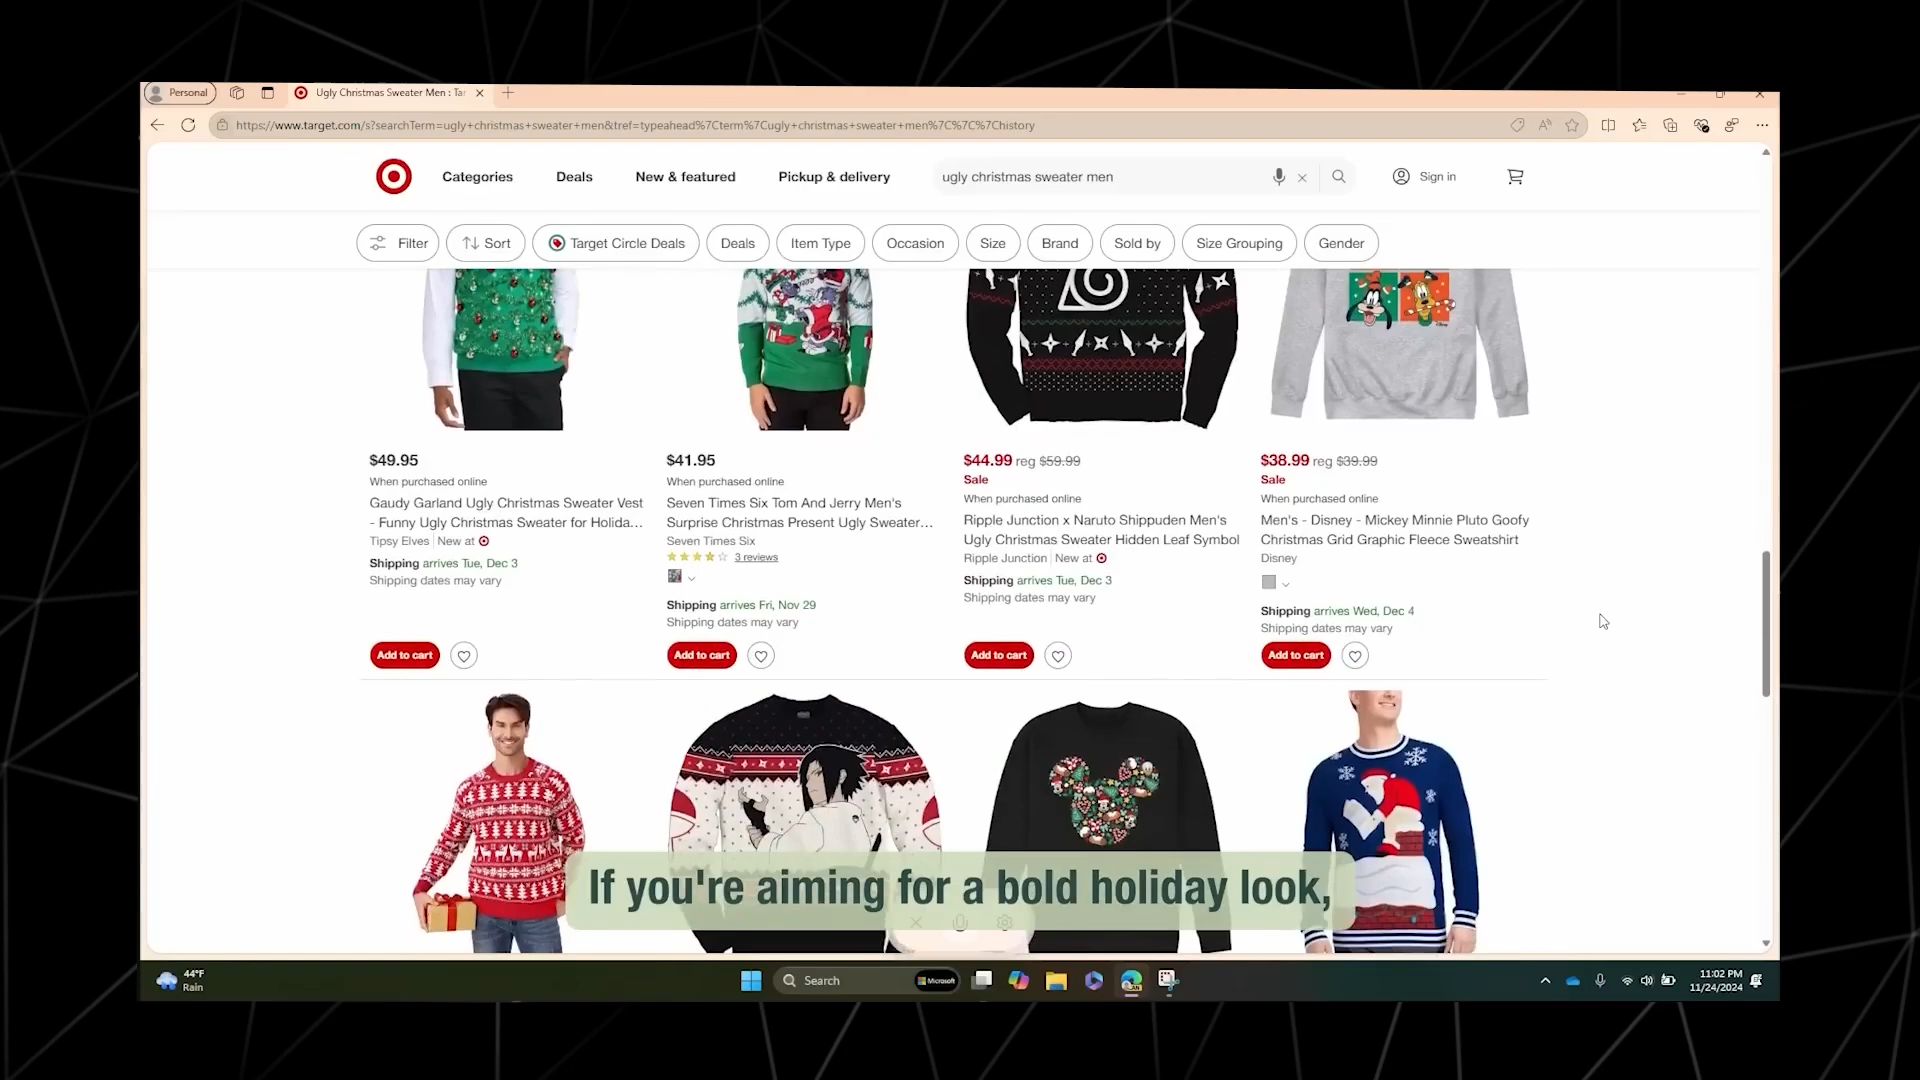 Personal
Ugly Christmas Sweater Men : Tar
https://www.target.com/s?searchTerm=ugly+christmas+sweater+men&tref=typeahead%7Cterm%7Cugly+christmas+sweater+men%7C%7C%7Chistory
Categories
Deals
New & featured
Pickup & delivery
ugly christmas sweater men
Sign in
Filter
Sort
Target Circle Deals
Deals
Item Type
Occasion
Size
Brand
Sold by
Size Grouping
Gender
$49.95
When purchased online
Gaudy Garland Ugly Christmas Sweater Vest
- Funny Ugly Christmas Sweater for Holida...
Tipsy Elves | New at
Shipping arrives Tue, Dec 3
Shipping dates may vary
Add to cart
$41.95
When purchased online
Seven Times Six Tom And Jerry Men's
Surprise Christmas Present Ugly Sweater...
Seven Times Six
3 reviews
Shipping arrives Fri, Nov 29
Shipping dates may vary
Add to cart
$44.99 reg $59.99
Sale
When purchased online
Ripple Junction x Naruto Shippuden Men's
Ugly Christmas Sweater Hidden Leaf Symbol
Ripple Junction | New at
Shipping arrives Tue, Dec 3
Shipping dates may vary
Add to cart
$38.99 reg $39.99
Sale
When purchased online
Men's - Disney - Mickey Minnie Pluto Goofy
Christmas Grid Graphic Fleece Sweatshirt
Disney
Shipping arrives Wed, Dec 4
Shipping dates may vary
Add to cart
If you're aiming for a bold holiday look,
44°F
Rain
Search
Microsoft
11:02 PM
11/24/2024